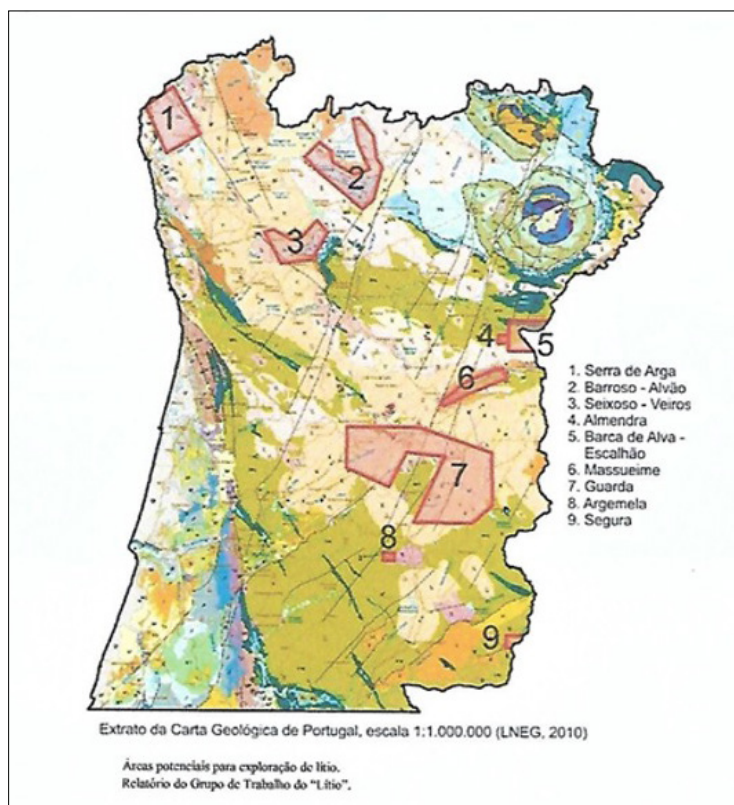 1
2
3
4
5
6
7
8
9
1. Serra de Arga
2. Barroso - Alvão
3. Seixoso - Veiros
4. Almendra
5. Barca de Alva -
Escalhão
6. Massueime
7. Guarda
8. Argemela
9. Segura
Extrato da Carta Geológica de Portugal, escala 1:1.000.000 (LNEG, 2010)
Áreas potenciais para exploração de lítio.
Relatório do Grupo de Trabalho do “Lítio”.